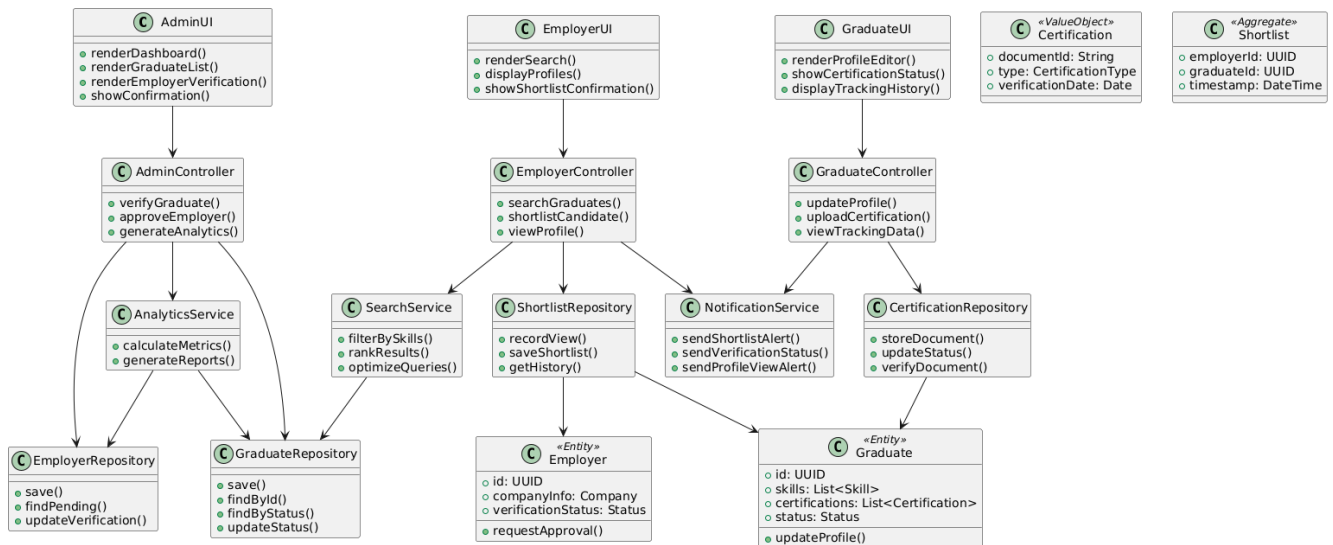 C AdminUI
+ renderDashboard()
+ renderGraduateList()
+ renderEmployerVerification()
+ showConfirmation()
C EmployerUI
+ renderSearch()
+ displayProfiles()
+ showShortlistConfirmation()
C GraduateUI
+ renderProfileEditor()
+ showCertificationStatus()
+ displayTrackingHistory()
«ValueObject»
C Certification
documentId: String
type: CertificationType
verificationDate: Date
«Aggregate»
C Shortlist
employerId: UUID
graduateId: UUID
timestamp: DateTime
C AdminController
verifyGraduate()
approveEmployer()
generateAnalytics()
C EmployerController
searchGraduates()
shortlistCandidate()
viewProfile()
C GraduateController
updateProfile()
uploadCertification()
viewTrackingData()
C AnalyticsService
calculateMetrics()
generateReports()
C SearchService
filterBySkills()
rankResults()
optimizeQueries()
C ShortlistRepository
recordView()
saveShortlist()
getHistory()
C NotificationService
sendShortlistAlert()
sendVerificationStatus()
sendProfileViewAlert()
C CertificationRepository
storeDocument()
updateStatus()
verifyDocument()
C EmployerRepository
save()
findPending()
updateVerification()
C GraduateRepository
save()
findById()
findByStatus()
updateStatus()
«Entity»
C Employer
id: UUID
companyInfo: Company
verificationStatus: Status
requestApproval()
«Entity»
C Graduate
id: UUID
skills: List<Skill>
certifications: List<Certification>
status: Status
updateProfile()